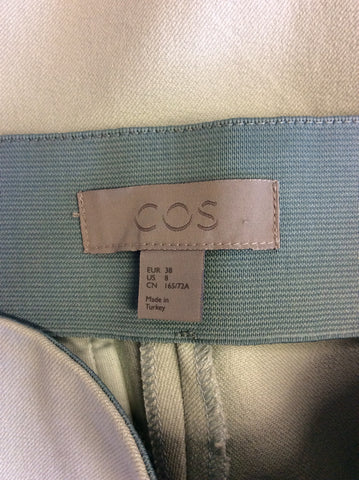 COS
EUR 38
US 8
CN 165/72A
Made in
Turkey